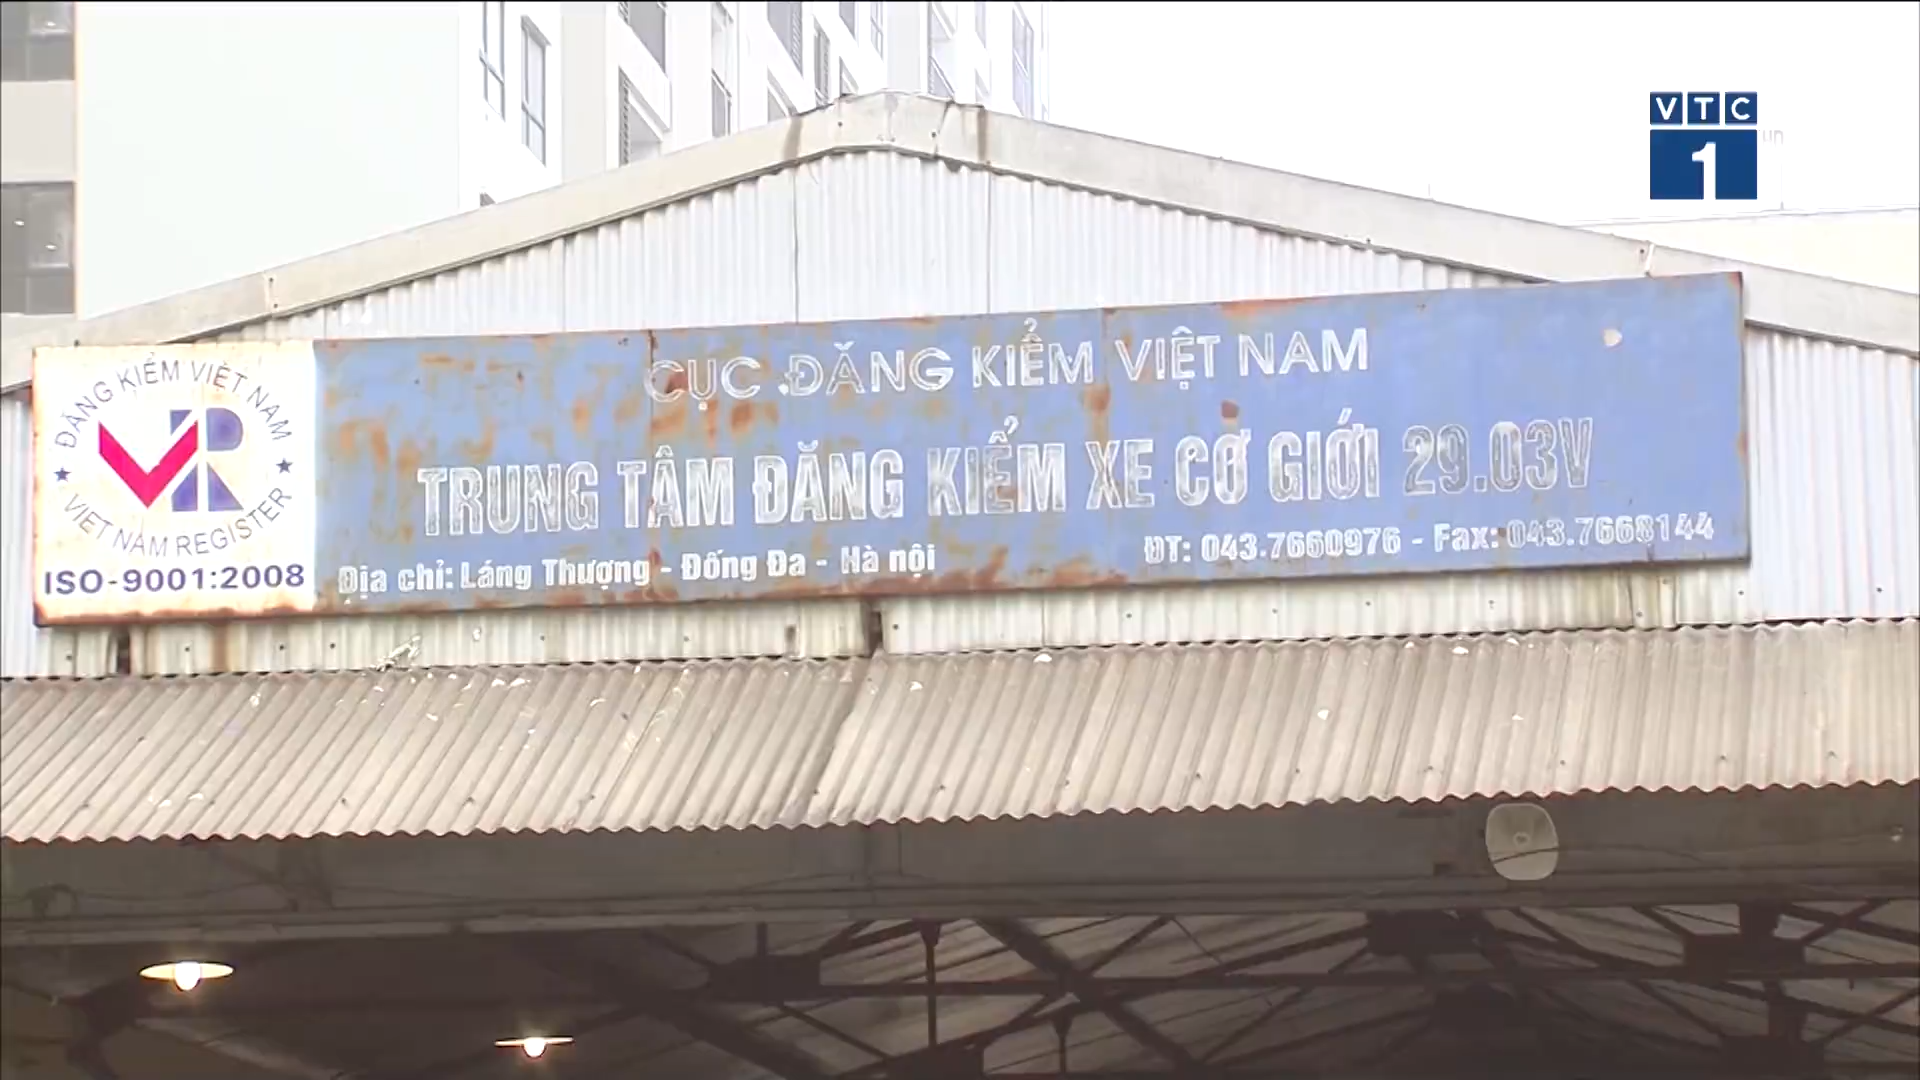 VTC
1
CỤC ĐĂNG KIỂM VIỆT NAM
TRUNG TÂM ĐĂNG KIỂM XE CƠ GIỚI 29.03V
Địa chỉ: Láng Thượng - Đống Đa - Hà nội
ĐT: 043.7660976 - Fax: 043.7668144
ĐĂNG KIỂM VIỆT NAM
VR
VIET NAM REGISTER
ISO-9001:2008